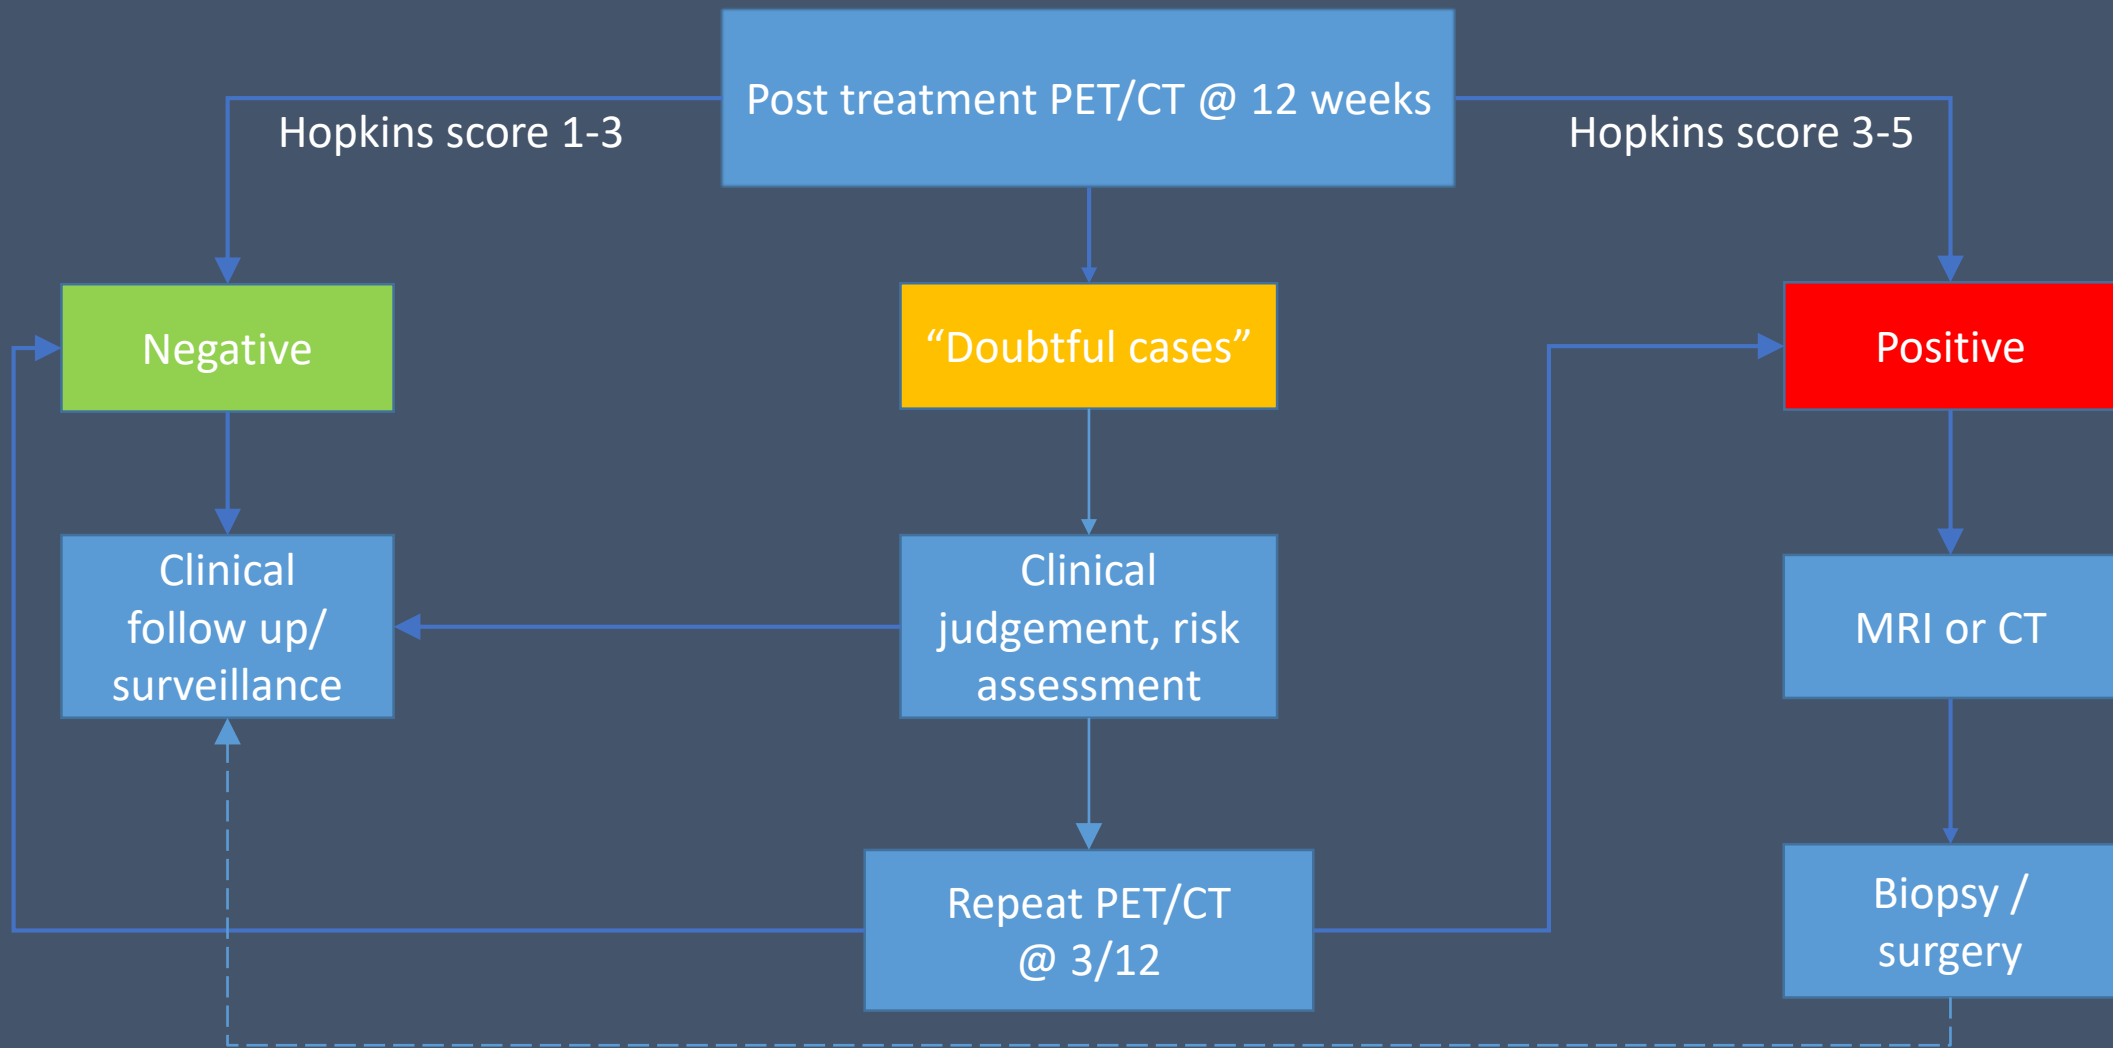 Post treatment PET/CT @ 12 weeks
Hopkins score 1-3
Hopkins score 3-5
Negative
“Doubtful cases”
Positive
Clinical
follow up/
surveillance
Clinical
judgement, risk
assessment
MRI or CT
Repeat PET/CT
@ 3/12
Biopsy /
surgery